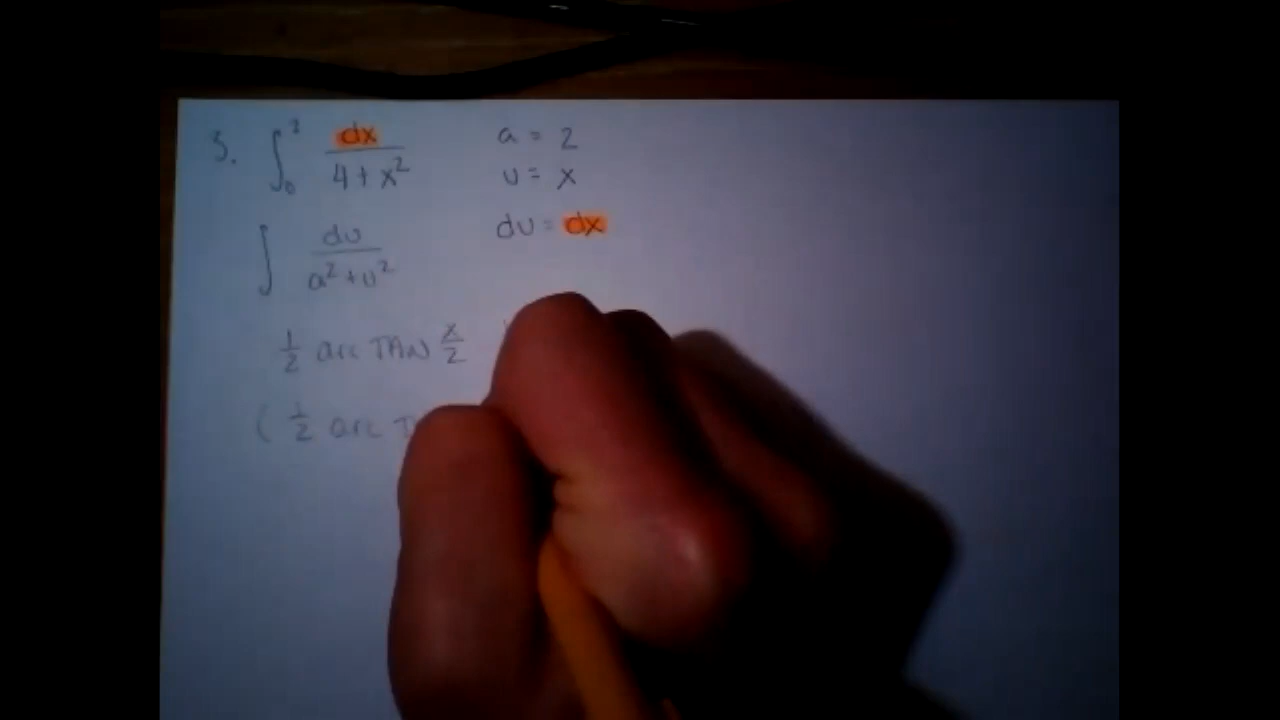 3. ∫₀² dx / 4 + x² a = 2
u = x
∫ du / a² + u² du = dx
1/2 arc TAN x/2
( 1/2 arc